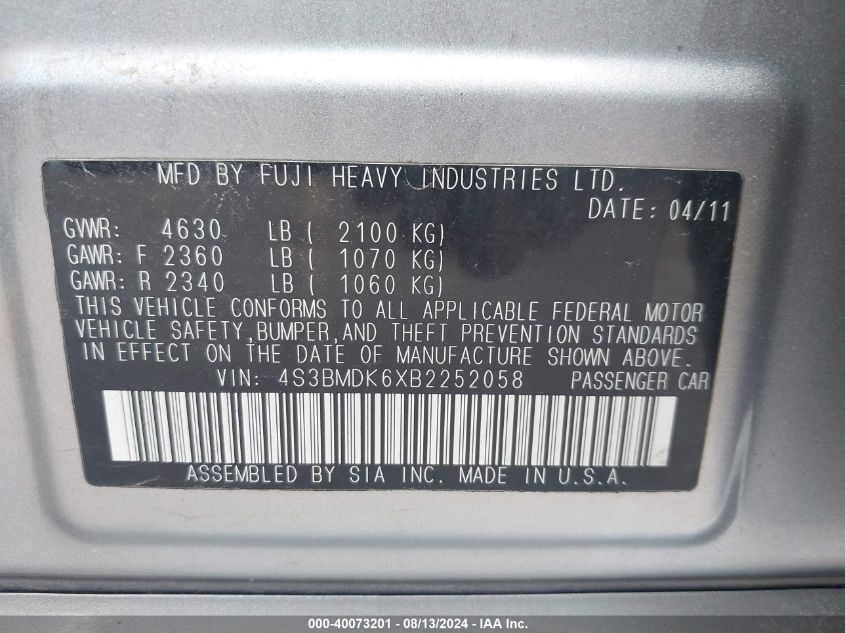 MFD BY FUJI HEAVY INDUSTRIES LTD.
DATE: 04/11
GVWR: 4630 LB ( 2100 KG)
GAWR: F 2360 LB ( 1070 KG)
GAWR: R 2340 LB ( 1060 KG)
THIS VEHICLE CONFORMS TO ALL APPLICABLE FEDERAL MOTOR
VEHICLE SAFETY,BUMPER,AND THEFT PREVENTION STANDARDS
IN EFFECT ON THE DATE OF MANUFACTURE SHOWN ABOVE.
VIN: 4S3BMDK6XB2252058 PASSENGER CAR
ASSEMBLED BY SIA INC. MADE IN U.S.A.
000-40073201 - 08/13/2024 - IAA Inc.